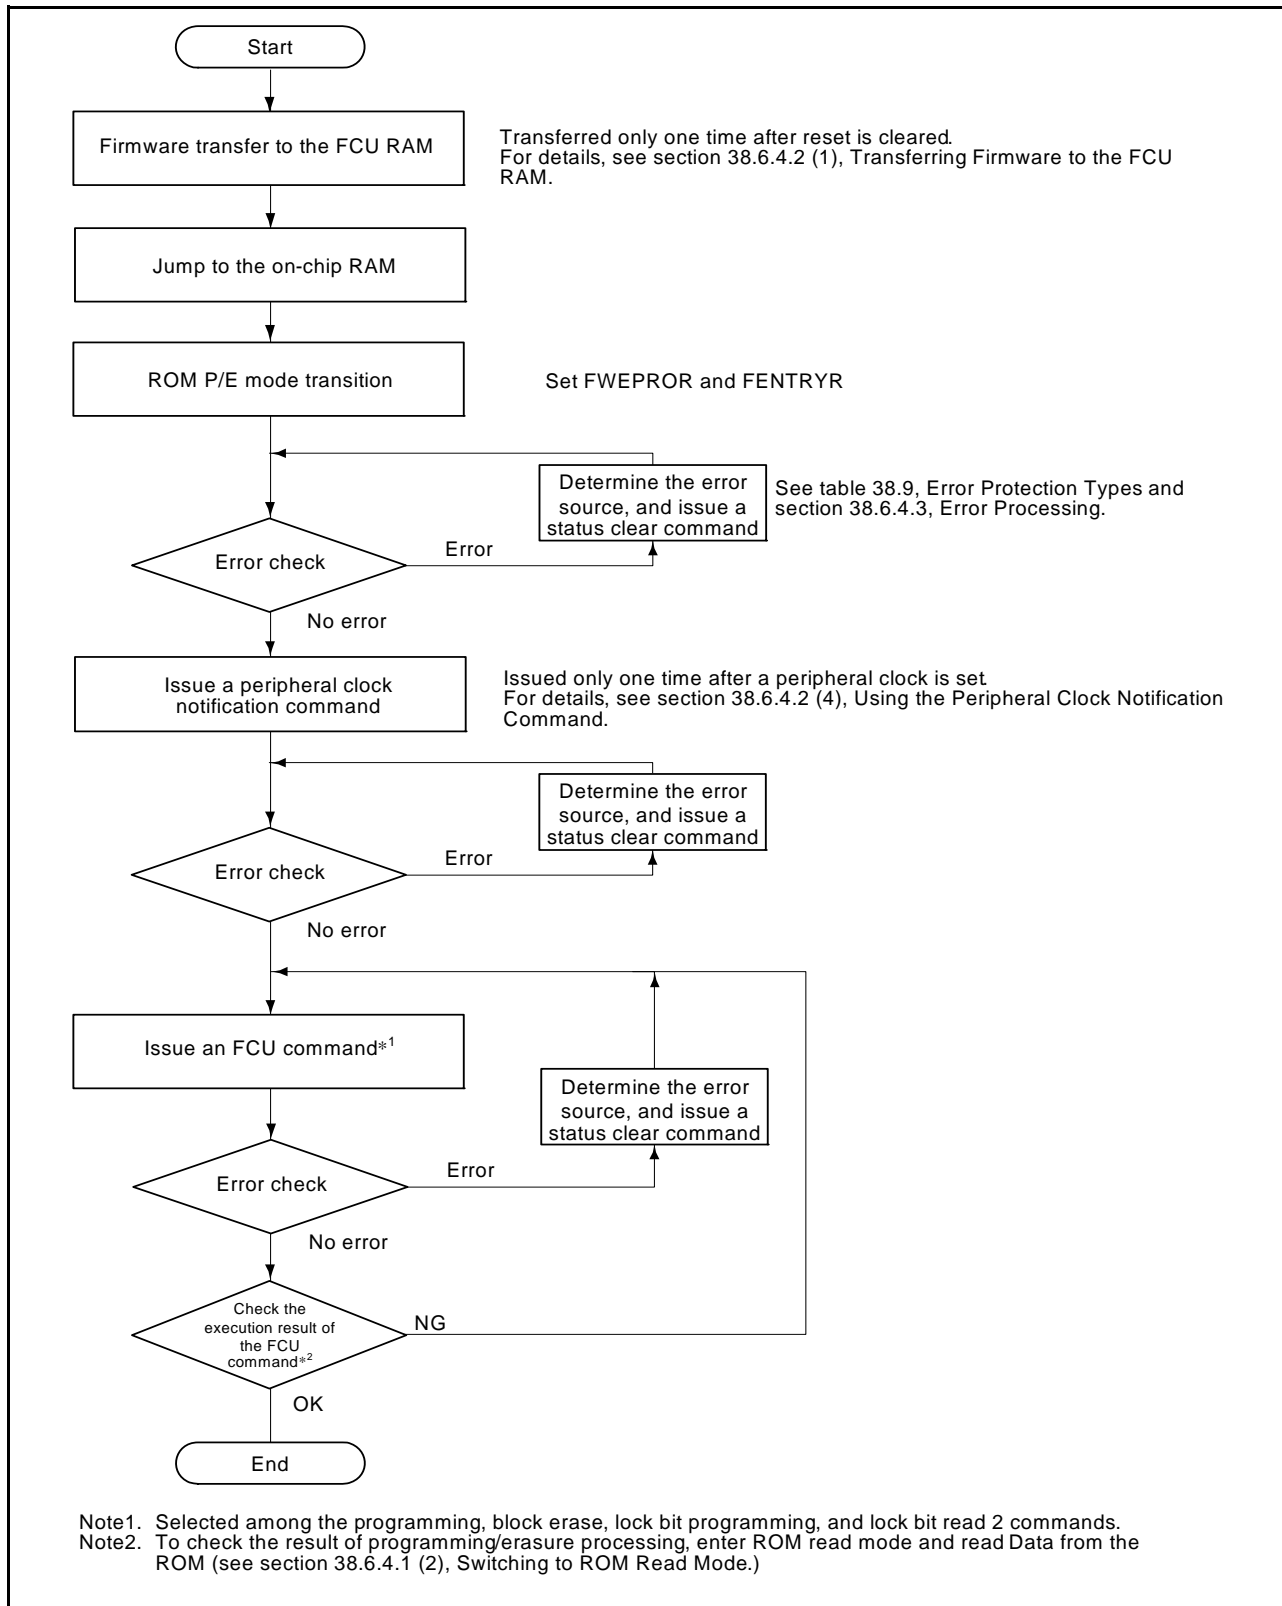 Start
Firmware transfer to the FCU RAM
Transferred only one time after reset is cleared.
For details, see section 38.6.4.2 (1), Transferring Firmware to the FCU
RAM.
Jump to the on-chip RAM
ROM P/E mode transition
Set FWEPROR and FENTRYR
Determine the error
source, and issue a
status clear command
See table 38.9, Error Protection Types and
section 38.6.4.3, Error Processing.
Error check
Error
No error
Issue a peripheral clock
notification command
Issued only one time after a peripheral clock is set.
For details, see section 38.6.4.2 (4), Using the Peripheral Clock Notification
Command.
Determine the error
source, and issue a
status clear command
Error check
Error
No error
Issue an FCU command*1
Determine the error
source, and issue a
status clear command
Error check
Error
No error
Check the
execution result of
the FCU
command*2
NG
OK
End
Note1. Selected among the programming, block erase, lock bit programming, and lock bit read 2 commands.
Note2. To check the result of programming/erasure processing, enter ROM read mode and read Data from the
ROM (see section 38.6.4.1 (2), Switching to ROM Read Mode.)